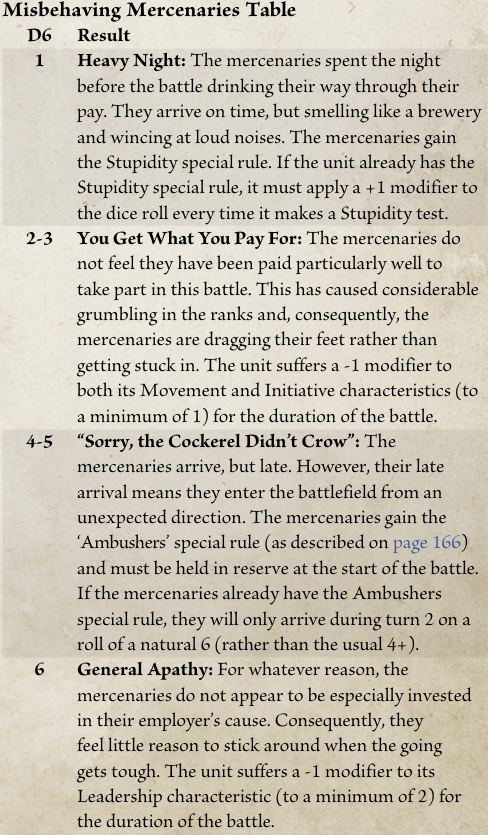 Misbehaving Mercenaries Table
D6 Result
1 Heavy Night: The mercenaries spent the night
before the battle drinking their way through their
pay. They arrive on time, but smelling like a brewery
and wincing at loud noises. The mercenaries gain
the Stupidity special rule. If the unit already has the
Stupidity special rule, it must apply a +1 modifier to
the dice roll every time it makes a Stupidity test.
2-3 You Get What You Pay For: The mercenaries do
not feel they have been paid particularly well to
take part in this battle. This has caused considerable
grumbling in the ranks and, consequently, the
mercenaries are dragging their feet rather than
getting stuck in. The unit suffers a -1 modifier to
both its Movement and Initiative characteristics (to
a minimum of 1) for the duration of the battle.
4-5 “Sorry, the Cockerel Didn’t Crow”: The
mercenaries arrive, but late. However, their late
arrival means they enter the battlefield from an
unexpected direction. The mercenaries gain the
‘Ambushers’ special rule (as described on page 166)
and must be held in reserve at the start of the battle.
If the mercenaries already have the Ambushers
special rule, they will only arrive during turn 2 on a
roll of a natural 6 (rather than the usual 4+).
6 General Apathy: For whatever reason, the
mercenaries do not appear to be especially invested
in their employer’s cause. Consequently, they
feel little reason to stick around when the going
gets tough. The unit suffers a -1 modifier to its
Leadership characteristic (to a minimum of 2) for
the duration of the battle.